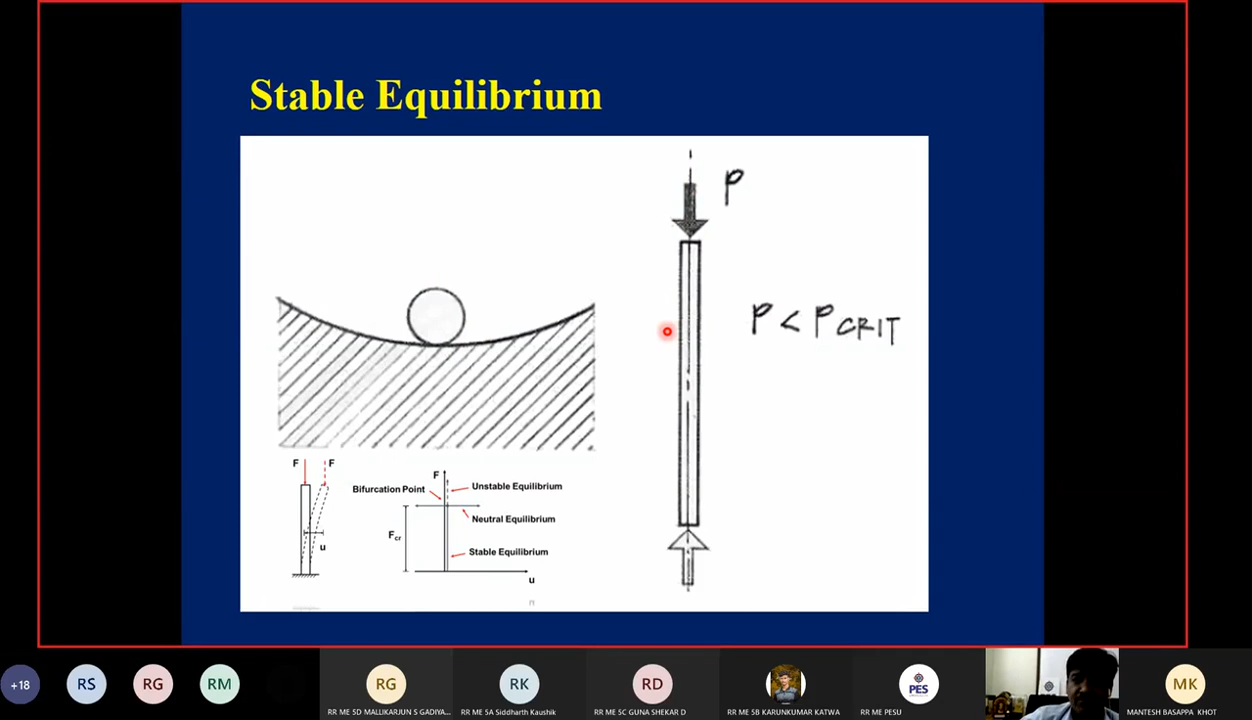 Stable Equilibrium
P
P < PCRIT
F F
u
F
Bifurcation Point
Unstable Equilibrium
Neutral Equilibrium
Fcr
Stable Equilibrium
u
+18
RS
RG
RM
RG
RR ME 5D MALLIKARJUN S GADIYA...
RK
RR ME 5A Siddharth Kaushik
RD
RR ME 5C GUNA SHEKAR D
RR ME 5B KARUNKUMAR KATWA
PES
RR ME PESU
MK
MANTESH BASAPPA KHOT